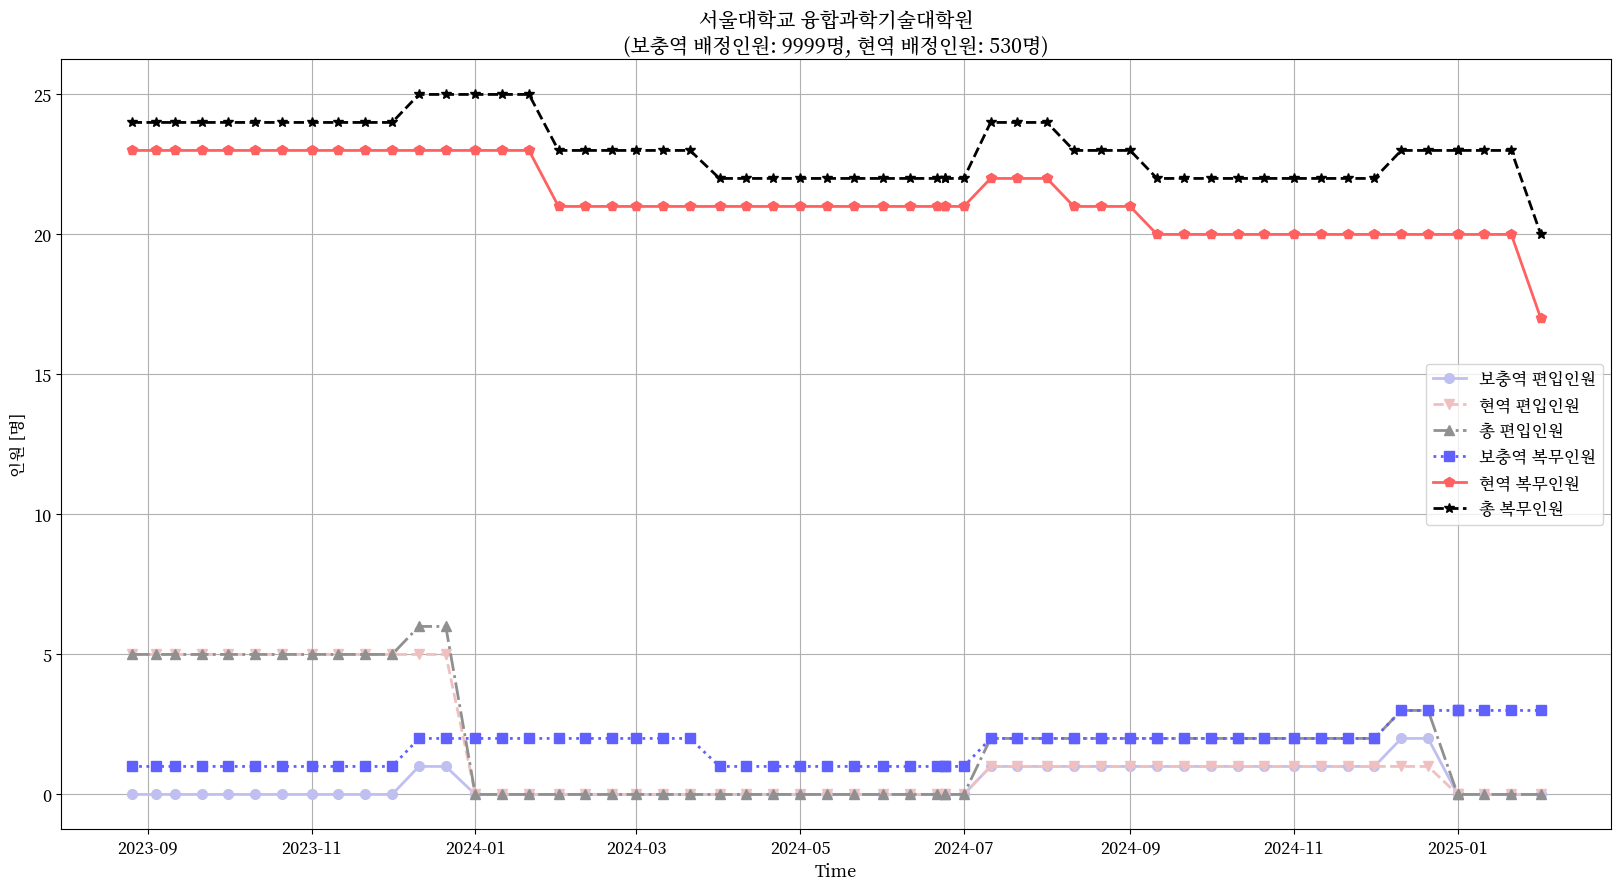 서울대학교 융합과학기술대학원
(보충역 배정인원: 9999명, 현역 배정인원: 530명)
인원 [명]
25
20
15
10
5
0
보충역 편입인원
현역 편입인원
총 편입인원
보충역 복무인원
현역 복무인원
총 복무인원
2023-09 2023-11 2024-01 2024-03 2024-05 2024-07 2024-09 2024-11 2025-01
Time